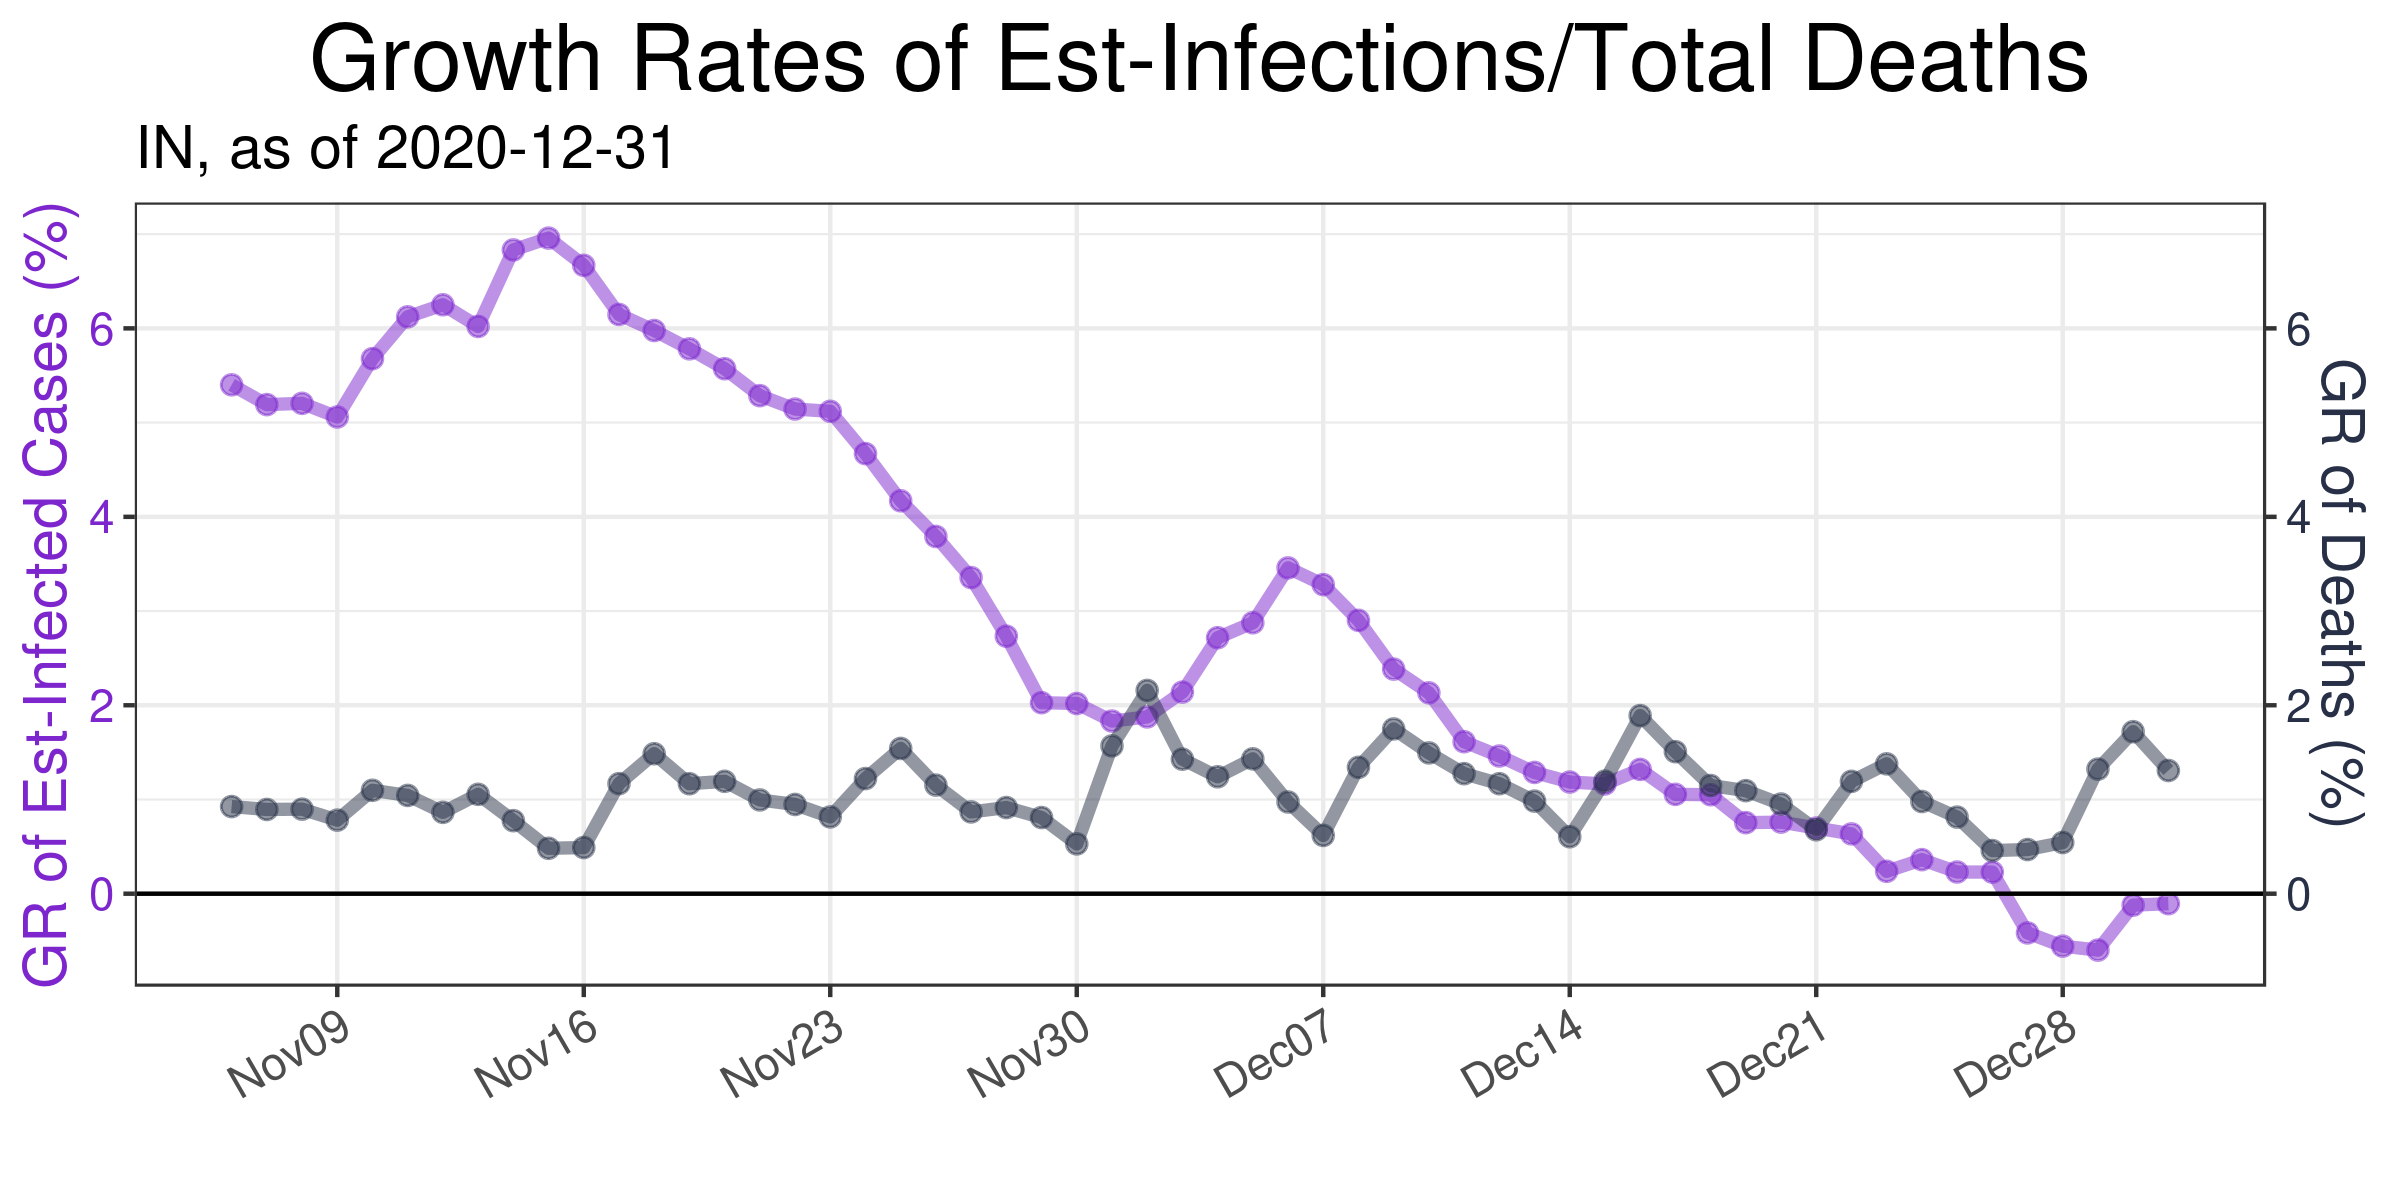 Growth Rates of Est-Infections/Total Deaths
IN, as of 2020-12-31
GR of Est-Infected Cases (%)
6
4
2
0
6
4
2
0
GR of Deaths (%)
Nov09 Nov16 Nov23 Nov30 Dec07 Dec14 Dec21 Dec28